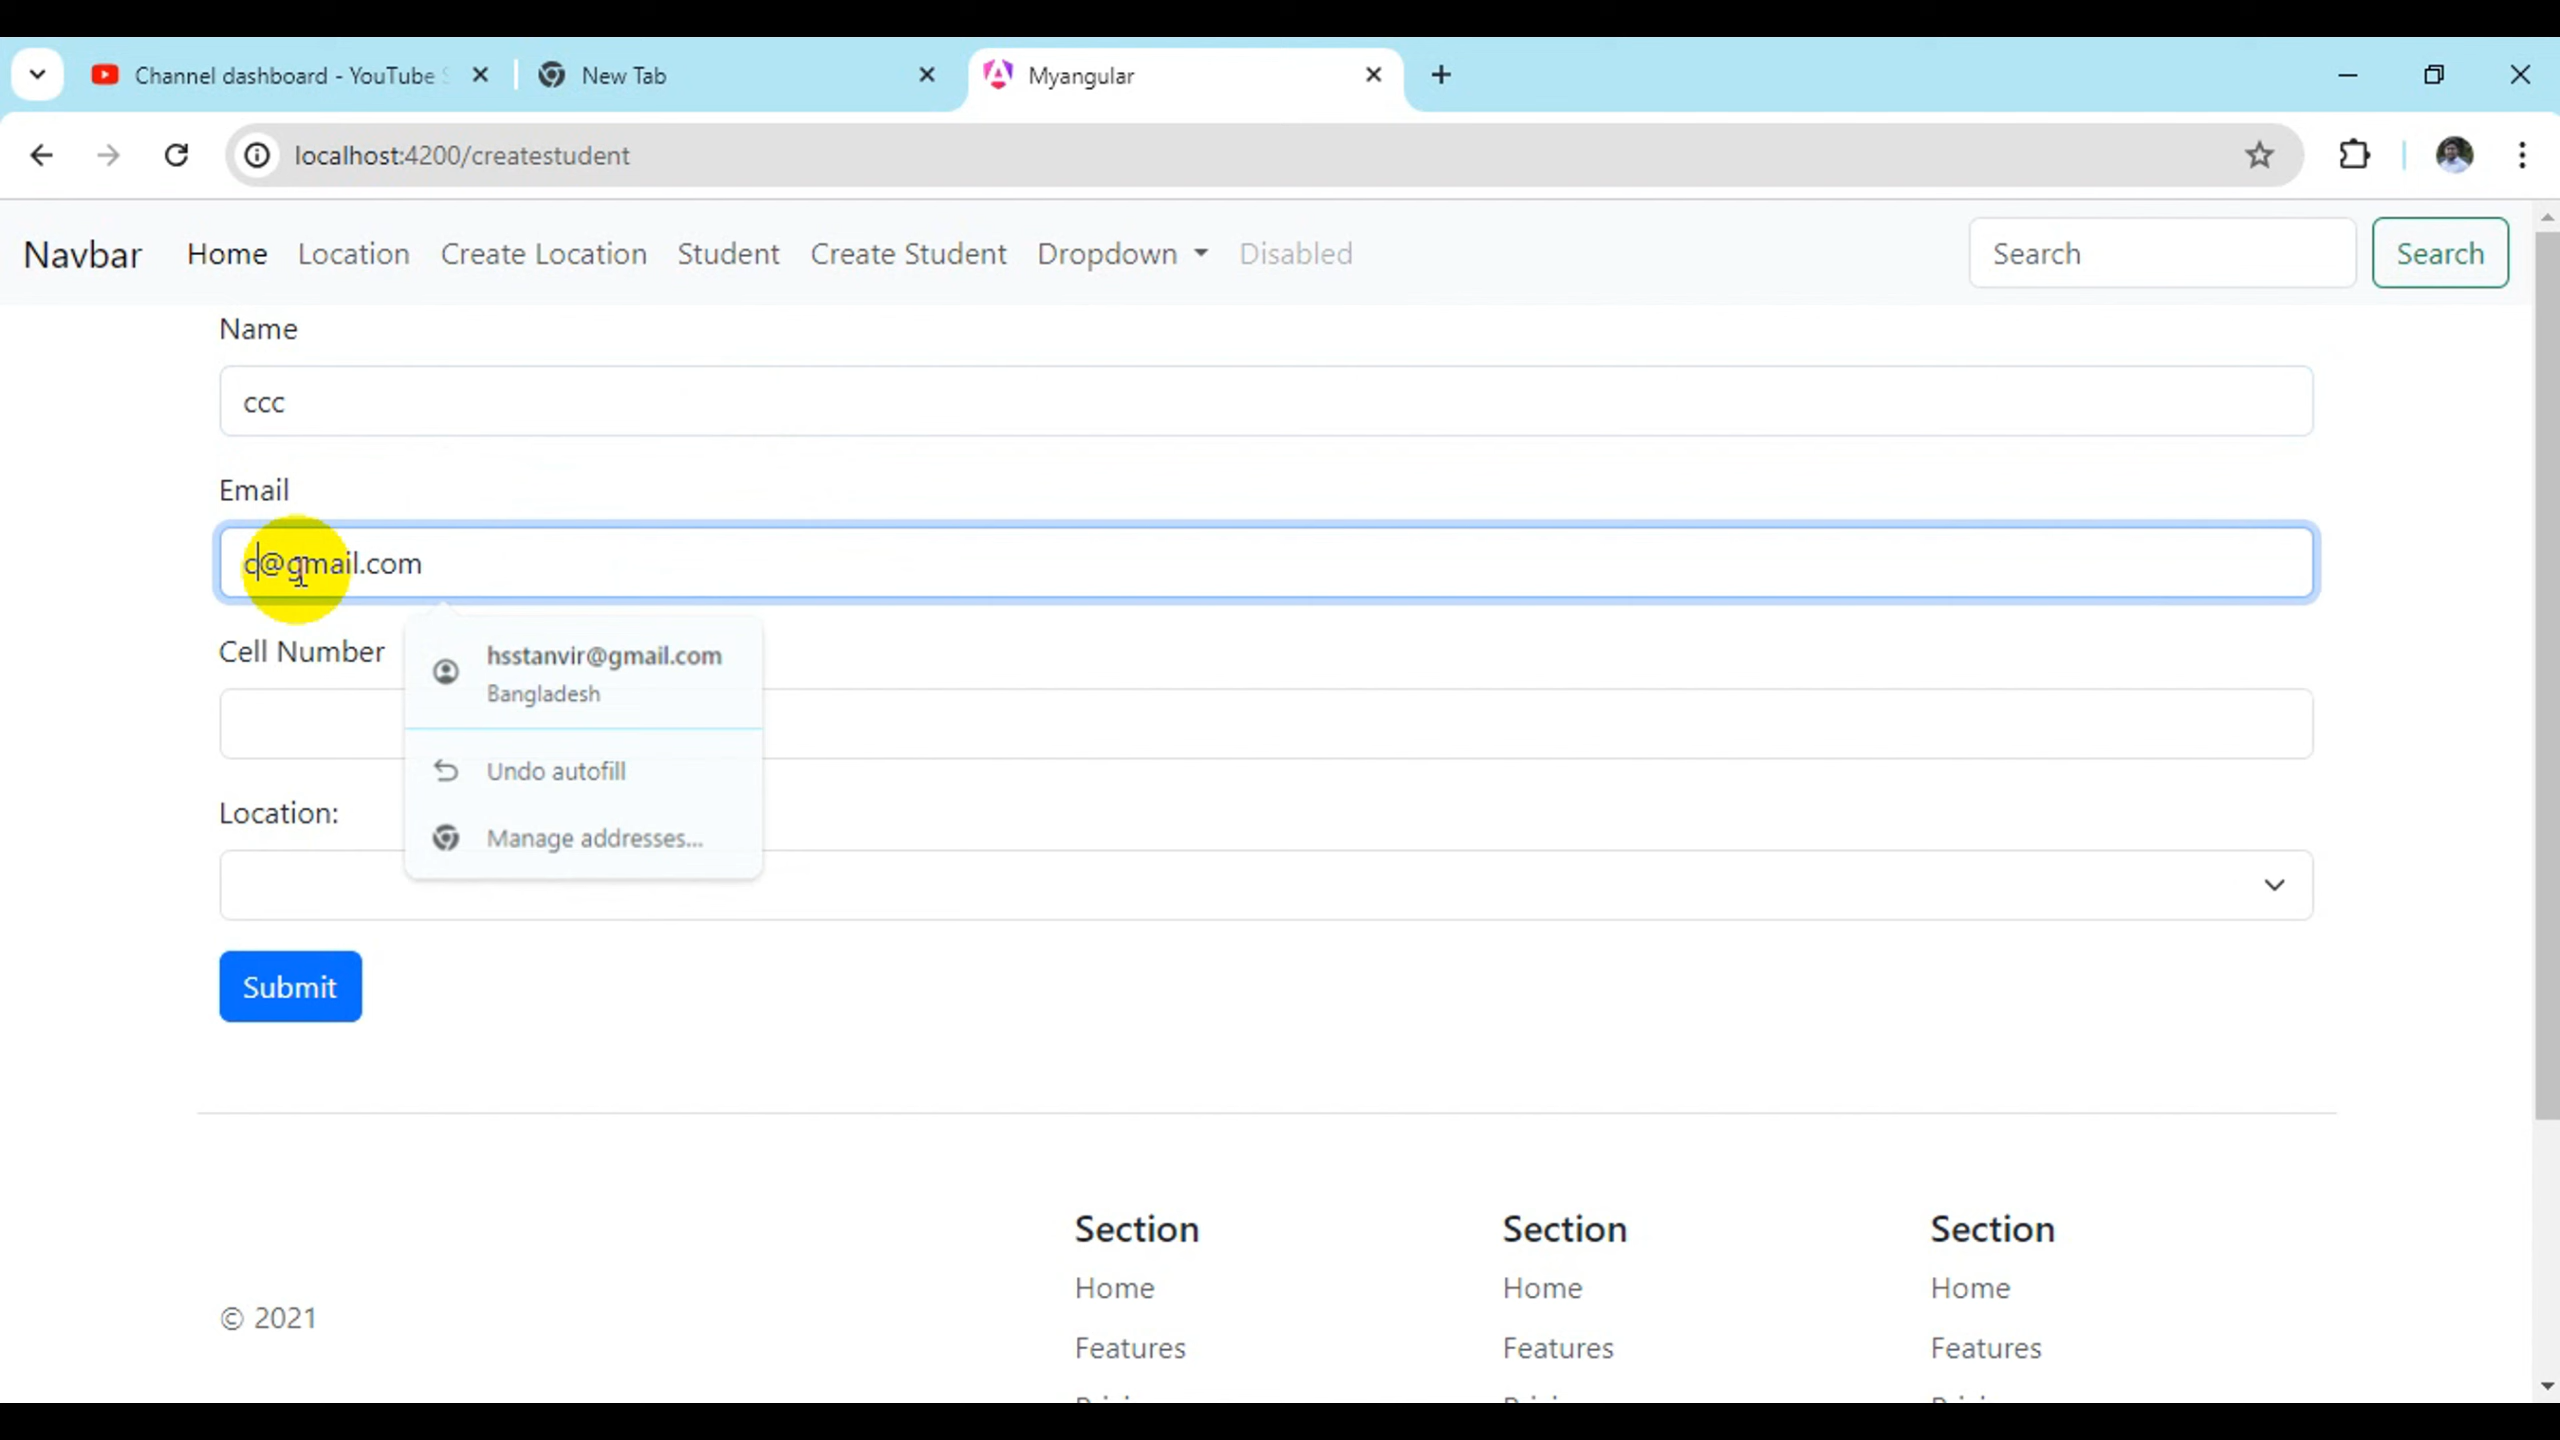 Channel dashboard - YouTube S
New Tab
Myangular
localhost:4200/createstudent
Navbar Home Location Create Location Student Create Student Dropdown Disabled Search Search
Name
ccc
Email
c@gmail.com
hsstanvir@gmail.com
Bangladesh
Undo autofill
Manage addresses...
Cell Number
Location:
Submit
© 2021
Section
Home
Features
Section
Home
Features
Section
Home
Features